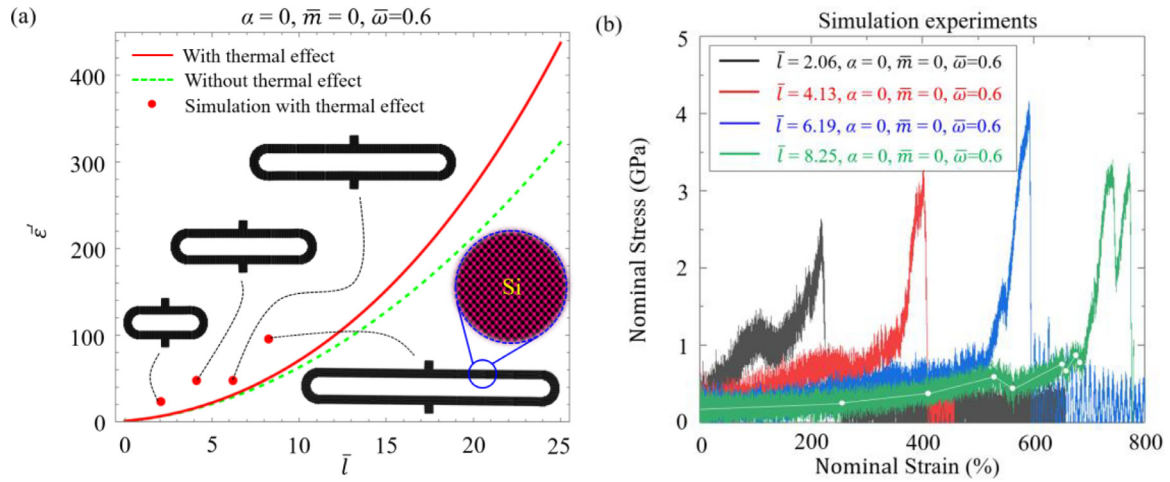 (a)
α = 0, m̄ = 0, ω̄=0.6
With thermal effect
Without thermal effect
Simulation with thermal effect
Si
400
300
200
100
0
0
5
10
15
20
25
l̄
(b)
Simulation experiments
l̄ = 2.06, α = 0, m̄ = 0, ω̄=0.6
l̄ = 4.13, α = 0, m̄ = 0, ω̄=0.6
l̄ = 6.19, α = 0, m̄ = 0, ω̄=0.6
l̄ = 8.25, α = 0, m̄ = 0, ω̄=0.6
Nominal Stress (GPa)
5
4
3
2
1
0
0
200
400
600
800
Nominal Strain (%)